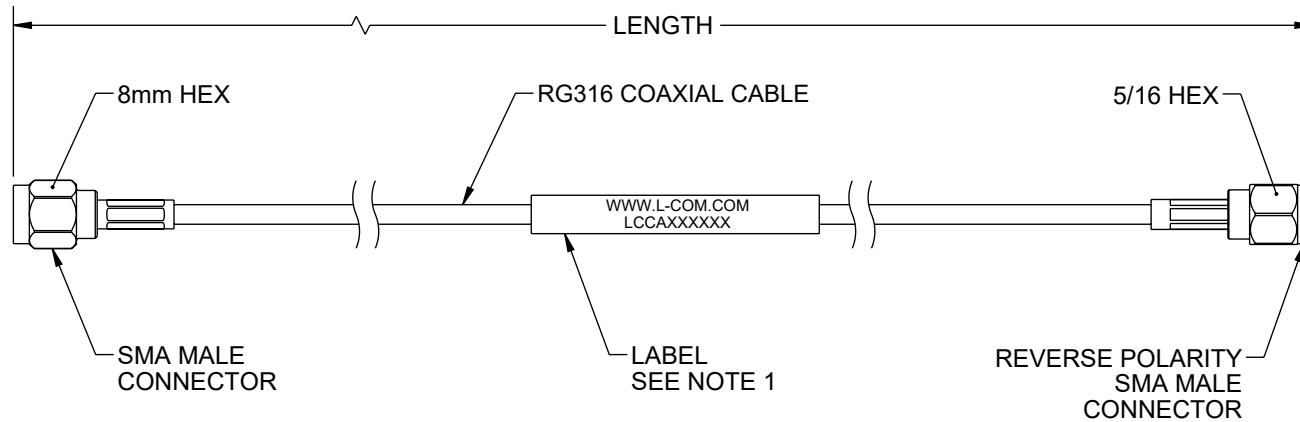 LENGTH
8mm HEX
RG316 COAXIAL CABLE
5/16 HEX
WWW.L-COM.COM
LCCAXXXXXX
SMA MALE
CONNECTOR
LABEL
SEE NOTE 1
REVERSE POLARITY
SMA MALE
CONNECTOR